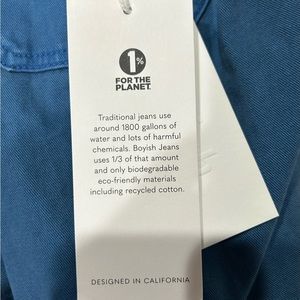 1%
FOR THE
PLANET.
Traditional jeans use
around 1800 gallons of
water and lots of harmful
chemicals. Boyish Jeans
uses 1/3 of that amount
and only biodegradable
eco-friendly materials
including recycled cotton.
DESIGNED IN CALIFORNIA